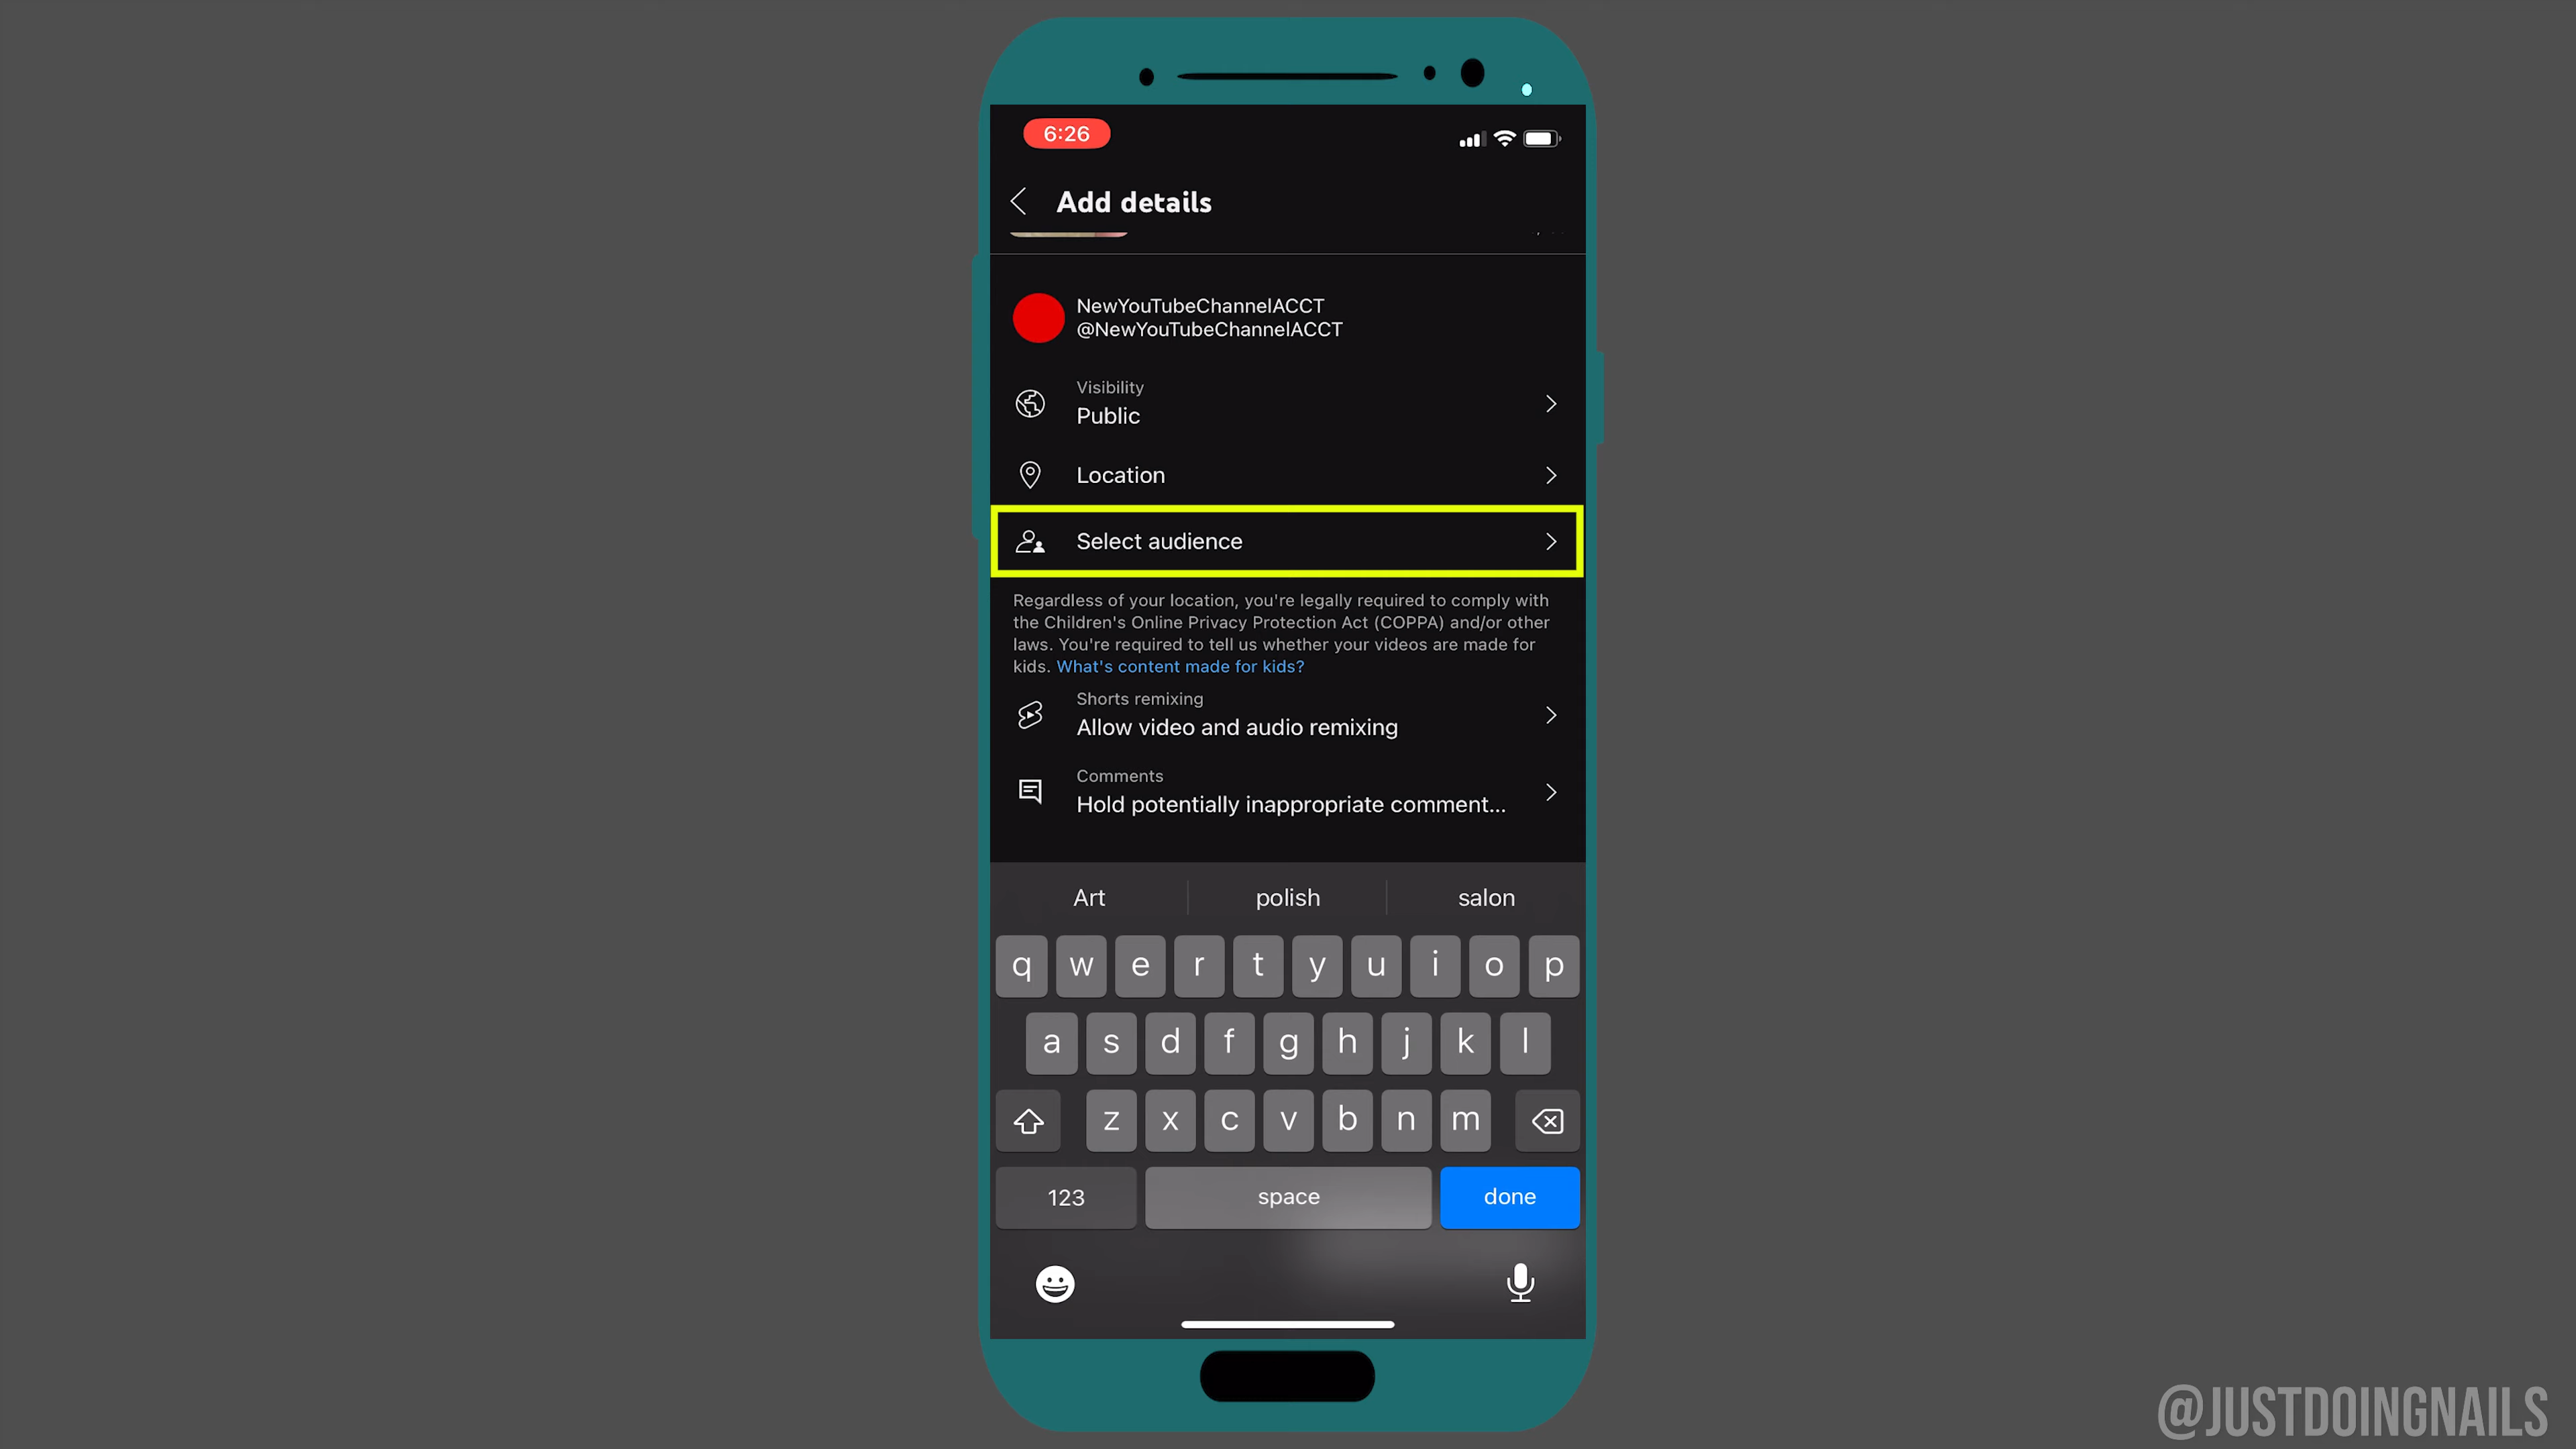 6:26
Add details
NewYouTubeChannelACCT
@NewYouTubeChannelACCT
Visibility
Public
Location
Select audience
Regardless of your location, you're legally required to comply with
the Children's Online Privacy Protection Act (COPPA) and/or other
laws. You're required to tell us whether your videos are made for
kids. What's content made for kids?
Shorts remixing
Allow video and audio remixing
Comments
Hold potentially inappropriate comment...
Art polish salon
q w e r t y u i o p
a s d f g h j k l
z x c v b n m
123 space done
@JUSTDOINGNAILS